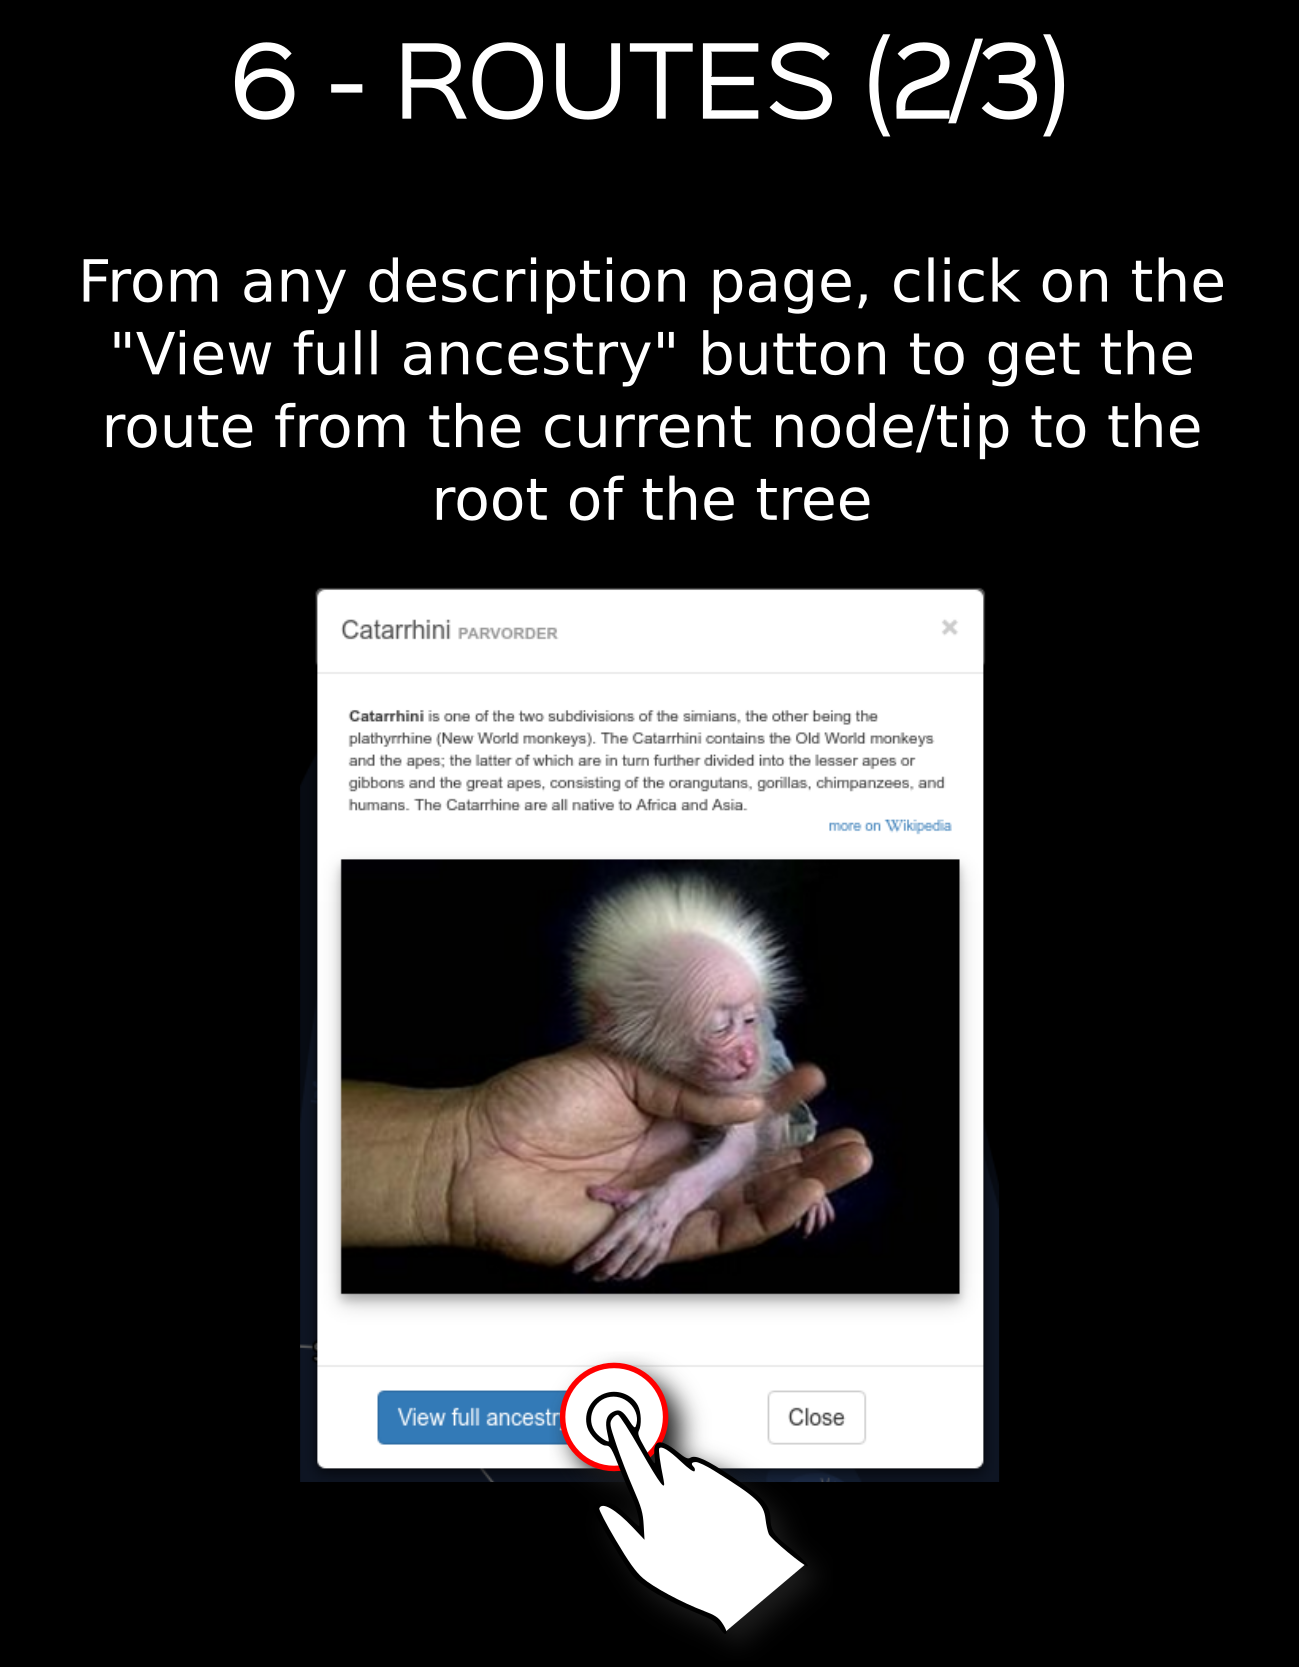 6 - ROUTES (2/3)
From any description page, click on the
"View full ancestry" button to get the
route from the current node/tip to the
root of the tree
Catarrhini PARVORDER ×
Catarrhini is one of the two subdivisions of the simians, the other being the
plathyrrhine (New World monkeys). The Catarrhini contains the Old World monkeys
and the apes; the latter of which are in turn further divided into the lesser apes or
gibbons and the great apes, consisting of the orangutans, gorillas, chimpanzees, and
humans. The Catarrhine are all native to Africa and Asia.
more on Wikipedia
View full ancestr
Close